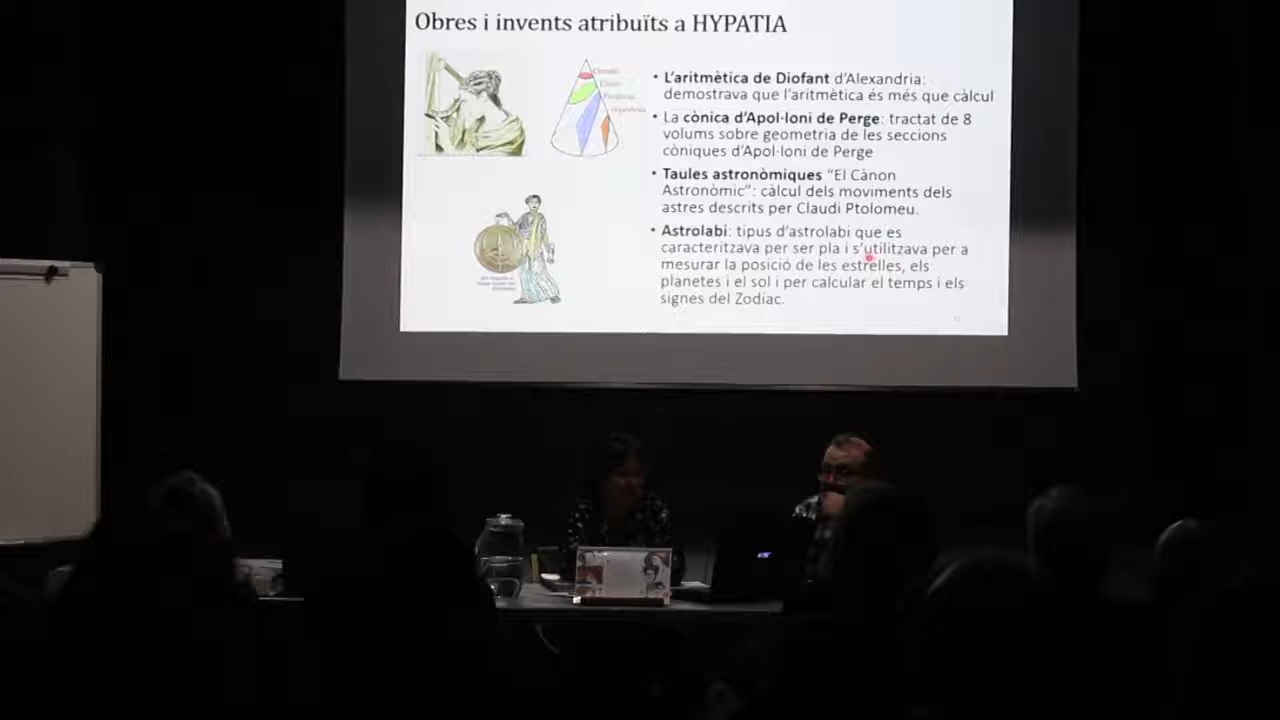 Obres i invents atribuïts a HYPATIA
• L'aritmètica de Diofant d'Alexandria:
demostrava que l'aritmètica és més que càlcul
• La cònica d'Apol·loni de Perge: tractat de 8
volums sobre geometria de les seccions
còniques d'Apol·loni de Perge
• Taules astronòmiques "El Cànon
Astronòmic": càlcul dels moviments dels
astres descrits per Claudi Ptolomeu.
• Astrolabi: tipus d'astrolabi que es
caracteritzava per ser pla i s'utilitzava per a
mesurar la posició de les estrelles, els
planetes i el sol i per calcular el temps i els
signes del Zodíac.